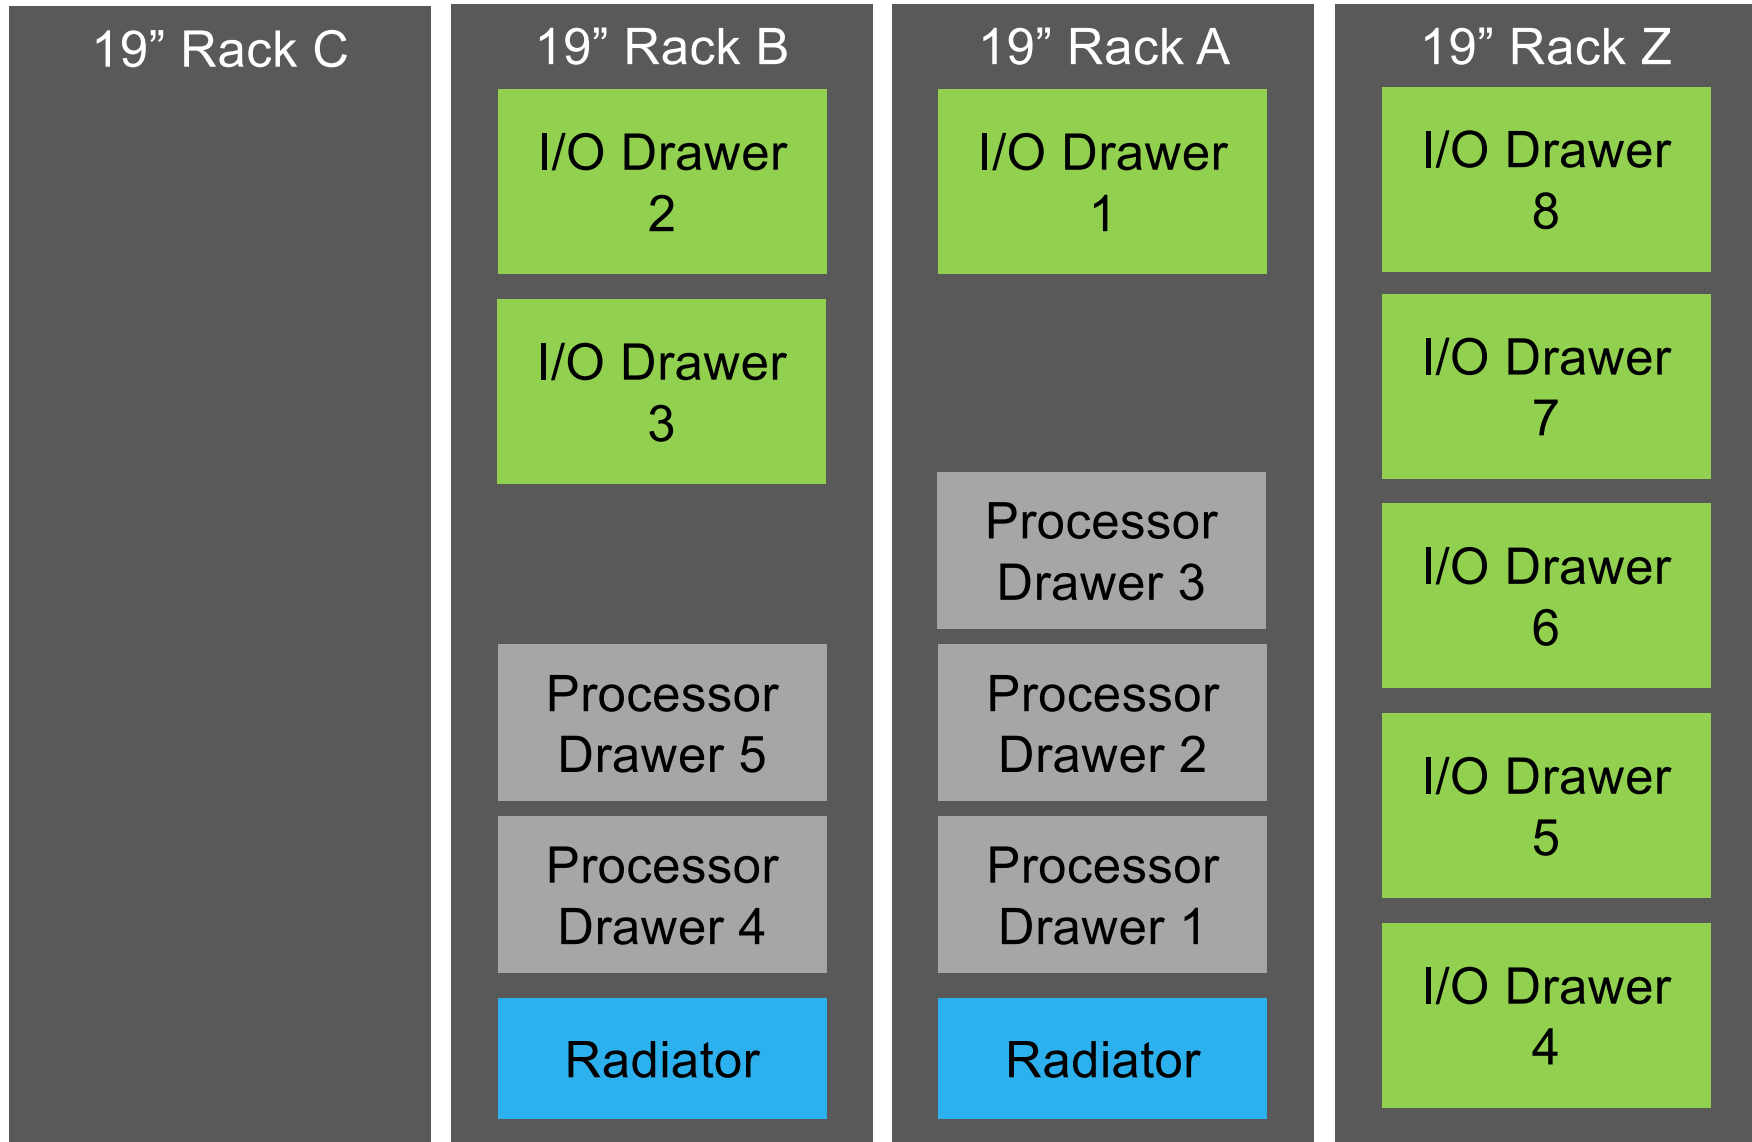 19” Rack C
19” Rack B
I/O Drawer
2
I/O Drawer
3
Processor
Drawer 5
Processor
Drawer 4
Radiator
19” Rack A
I/O Drawer
1
Processor
Drawer 3
Processor
Drawer 2
Processor
Drawer 1
Radiator
19” Rack Z
I/O Drawer
8
I/O Drawer
7
I/O Drawer
6
I/O Drawer
5
I/O Drawer
4